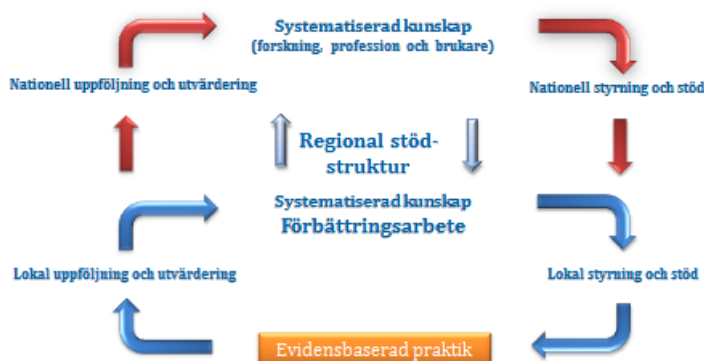 Systematiserad kunskap
(forskning, profession och brukare)
Nationell uppföljning och utvärdering
Nationell styrning och stöd
Regional stöd-
struktur
Systematiserad kunskap
Förbättringsarbete
Lokal uppföljning och utvärdering
Lokal styrning och stöd
Evidensbaserad praktik